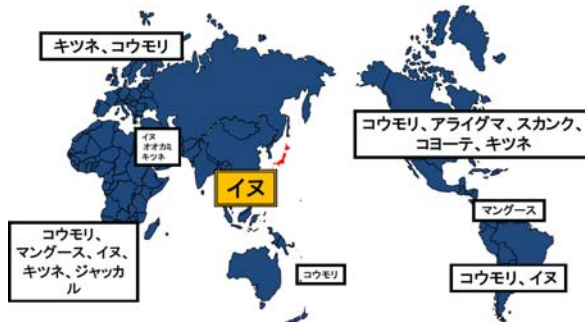 キツネ、コウモリ
イヌ
オオカミ
キツネ
イヌ
コウモリ、
マングース、イヌ、
キツネ、ジャッカ
ル
コウモリ
コウモリ、アライグマ、スカンク、
コヨーテ、キツネ
マングース
コウモリ、イヌ